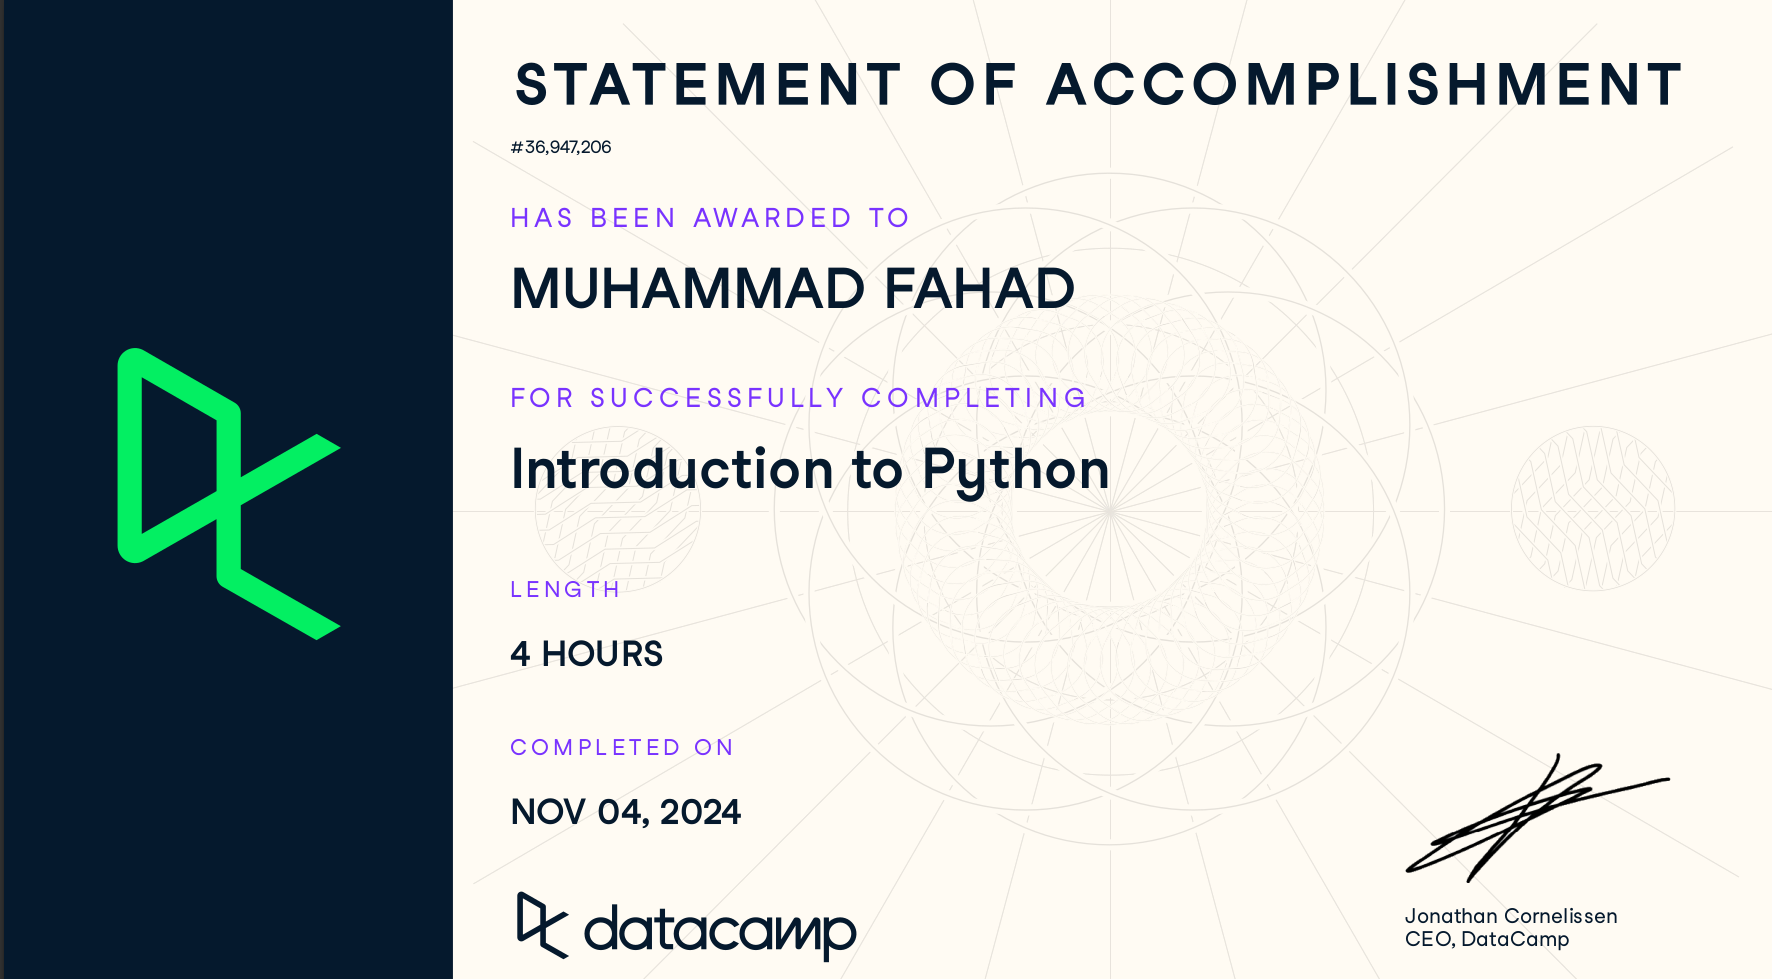 STATEMENT OF ACCOMPLISHMENT
#36,947,206
HAS BEEN AWARDED TO
MUHAMMAD FAHAD
FOR SUCCESSFULLY COMPLETING
Introduction to Python
LENGTH
4 HOURS
COMPLETED ON
NOV 04, 2024
datacamp
Jonathan Cornelissen
CEO, DataCamp